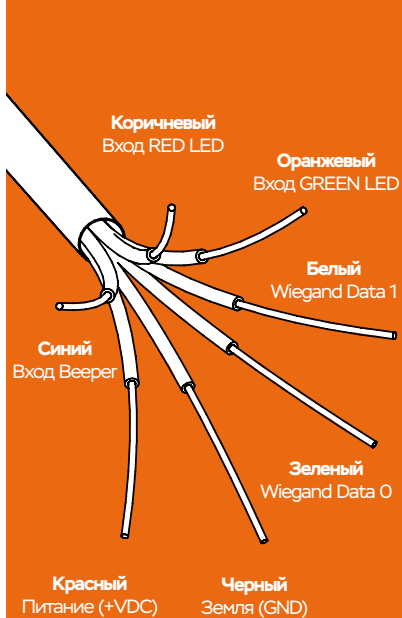 Коричневый
Вход RED LED
Оранжевый
Вход GREEN LED
Белый
Wiegand Data 1
Синий
Вход Beeper
Зеленый
Wiegand Data 0
Красный
Питание (+VDC)
Черный
Земля (GND)